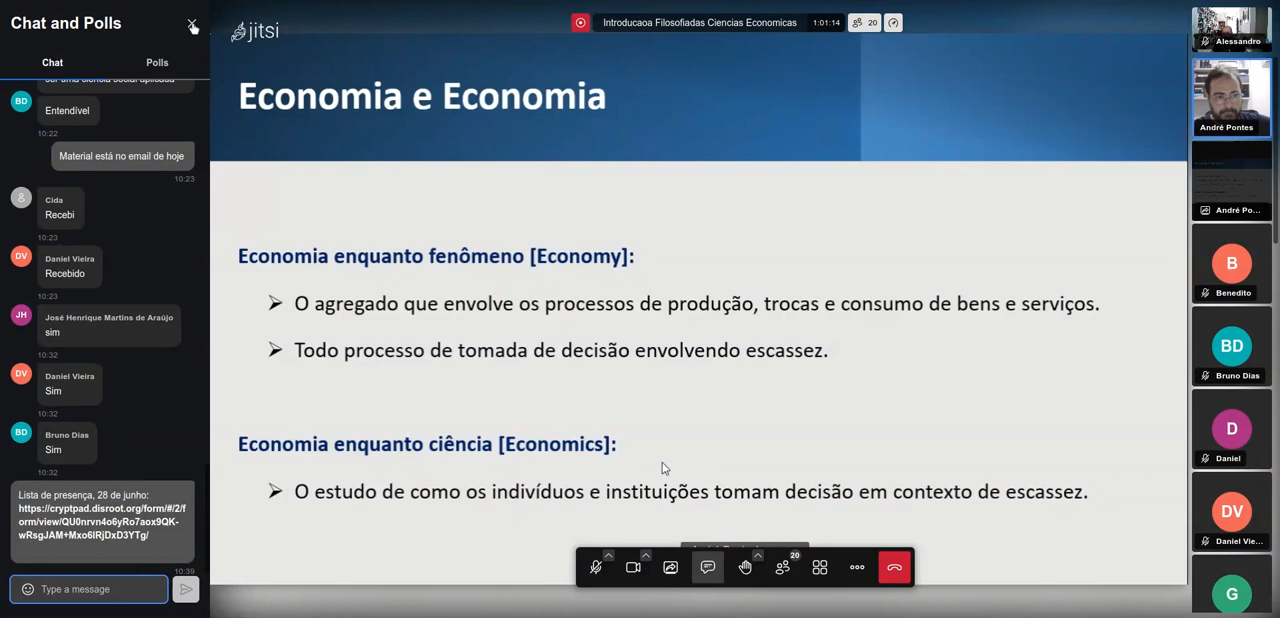 Chat and Polls
Chat
Polls
ser uma ciência social aplicada
BD
Entendível
10:22
Material está no email de hoje
10:23
Cida
Recebi
10:23
DV
Daniel Vieira
Recebido
10:23
JH
José Henrique Martins de Araújo
sim
10:32
DV
Daniel Vieira
Sim
10:32
BD
Bruno Dias
Sim
10:32
Lista de presença, 28 de junho:
https://cryptpad.disroot.org/form/#/2/f
orm/view/QU0nrvn4o6yRo7aox9QK-
wRsgJAM+Mxo6IRjDxD3YTg/
10:39
Type a message
jitsi
Introducaoa Filosofiadas Ciencias Economicas
1:01:14
20
Economia e Economia
Economia enquanto fenômeno [Economy]:
➢ O agregado que envolve os processos de produção, trocas e consumo de bens e serviços.
➢ Todo processo de tomada de decisão envolvendo escassez.
Economia enquanto ciência [Economics]:
➢ O estudo de como os indivíduos e instituições tomam decisão em contexto de escassez.
20
Alessandro
André Pontes
André Po...
B
Benedito
BD
Bruno Dias
D
Daniel
DV
Daniel Vie...
G